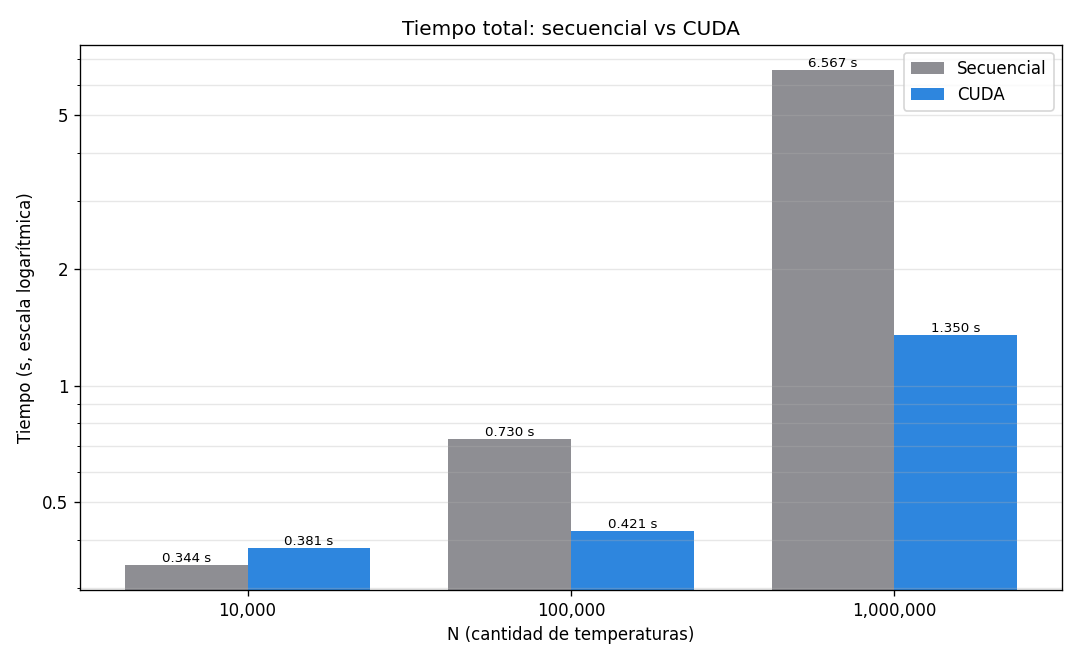 Tiempo total: secuencial vs CUDA
Secuencial
CUDA
Tiempo (s, escala logarítmica)
5
2
1
0.5
0.344 s
0.381 s
0.730 s
0.421 s
6.567 s
1.350 s
10,000
100,000
1,000,000
N (cantidad de temperaturas)